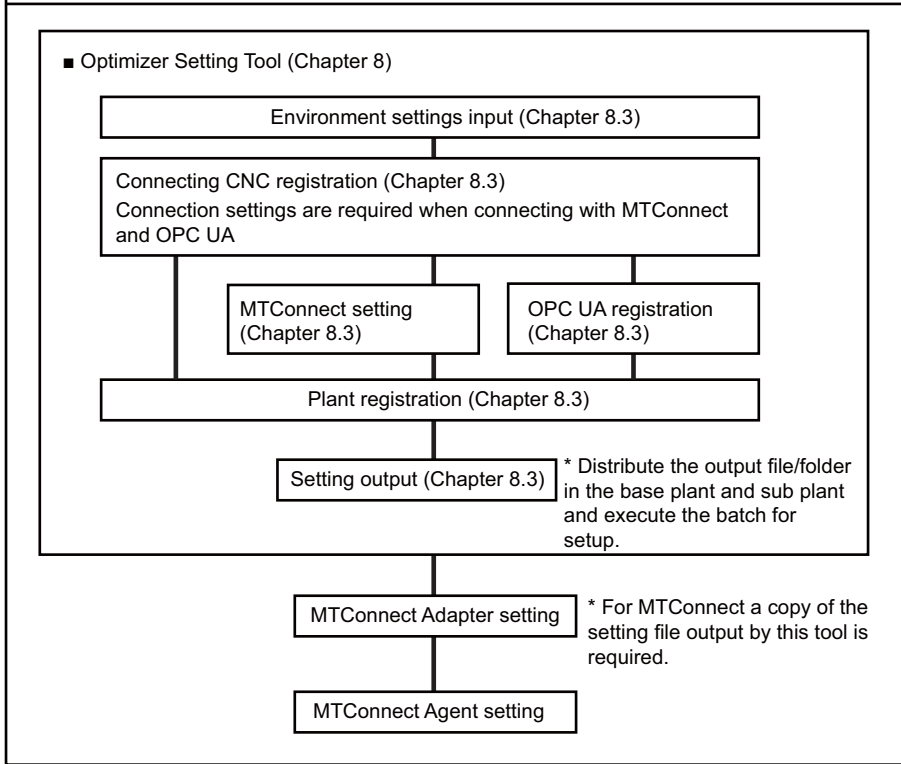 ■ Optimizer Setting Tool (Chapter 8)
Environment settings input (Chapter 8.3)
Connecting CNC registration (Chapter 8.3)
Connection settings are required when connecting with MTConnect
and OPC UA
MTConnect setting
(Chapter 8.3)
OPC UA registration
(Chapter 8.3)
Plant registration (Chapter 8.3)
Setting output (Chapter 8.3)
* Distribute the output file/folder
in the base plant and sub plant
and execute the batch for
setup.
MTConnect Adapter setting
* For MTConnect a copy of the
setting file output by this tool is
required.
MTConnect Agent setting